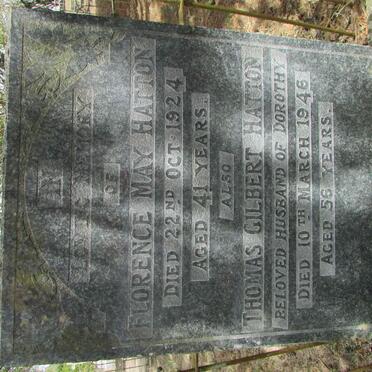 IN
LOVING MEMORY
OF
FLORENCE MAY HATTON
DIED 22ND OCT 1924
AGED 41 YEARS.
ALSO
THOMAS GILBERT HATTON
BELOVED HUSBAND OF DOROTHY
DIED 10TH MARCH 1946
AGED 56 YEARS.